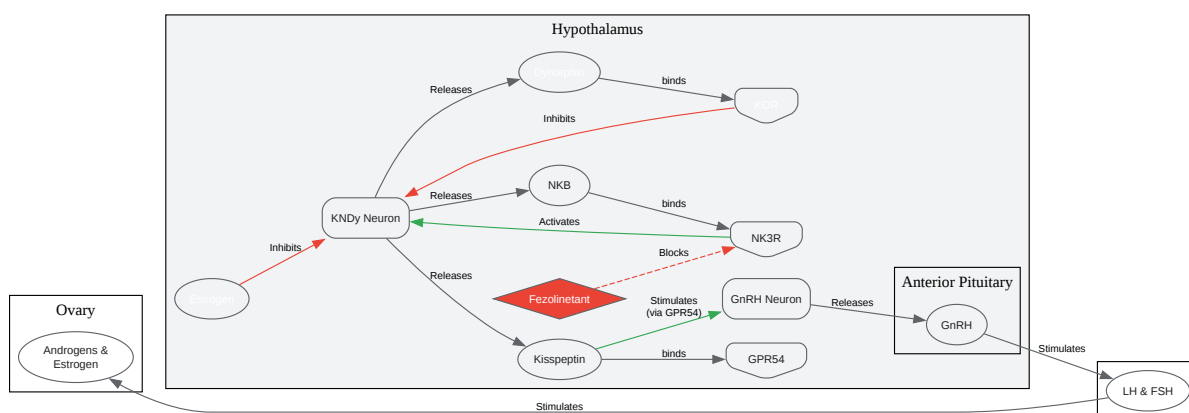 Hypothalamus
Dynorphin
binds
KOR
Releases
Inhibits
NKB
Releases
binds
KNDy Neuron
Activates
NK3R
Inhibits
Blocks
Releases
Estrogen
Fezolinetant
Stimulates
(via GPR54)
GnRH Neuron
Releases
Anterior Pituitary
GnRH
Ovary
Androgens &
Estrogen
Kisspeptin
binds
GPR54
Stimulates
LH & FSH
Stimulates